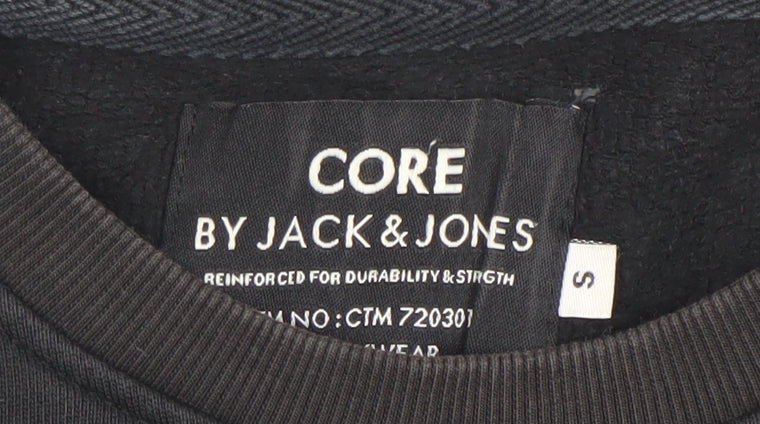 CORE
BY JACK & JONES
REINFORCED FOR DURABILITY & STRGTH
NO : CTM 720301
S